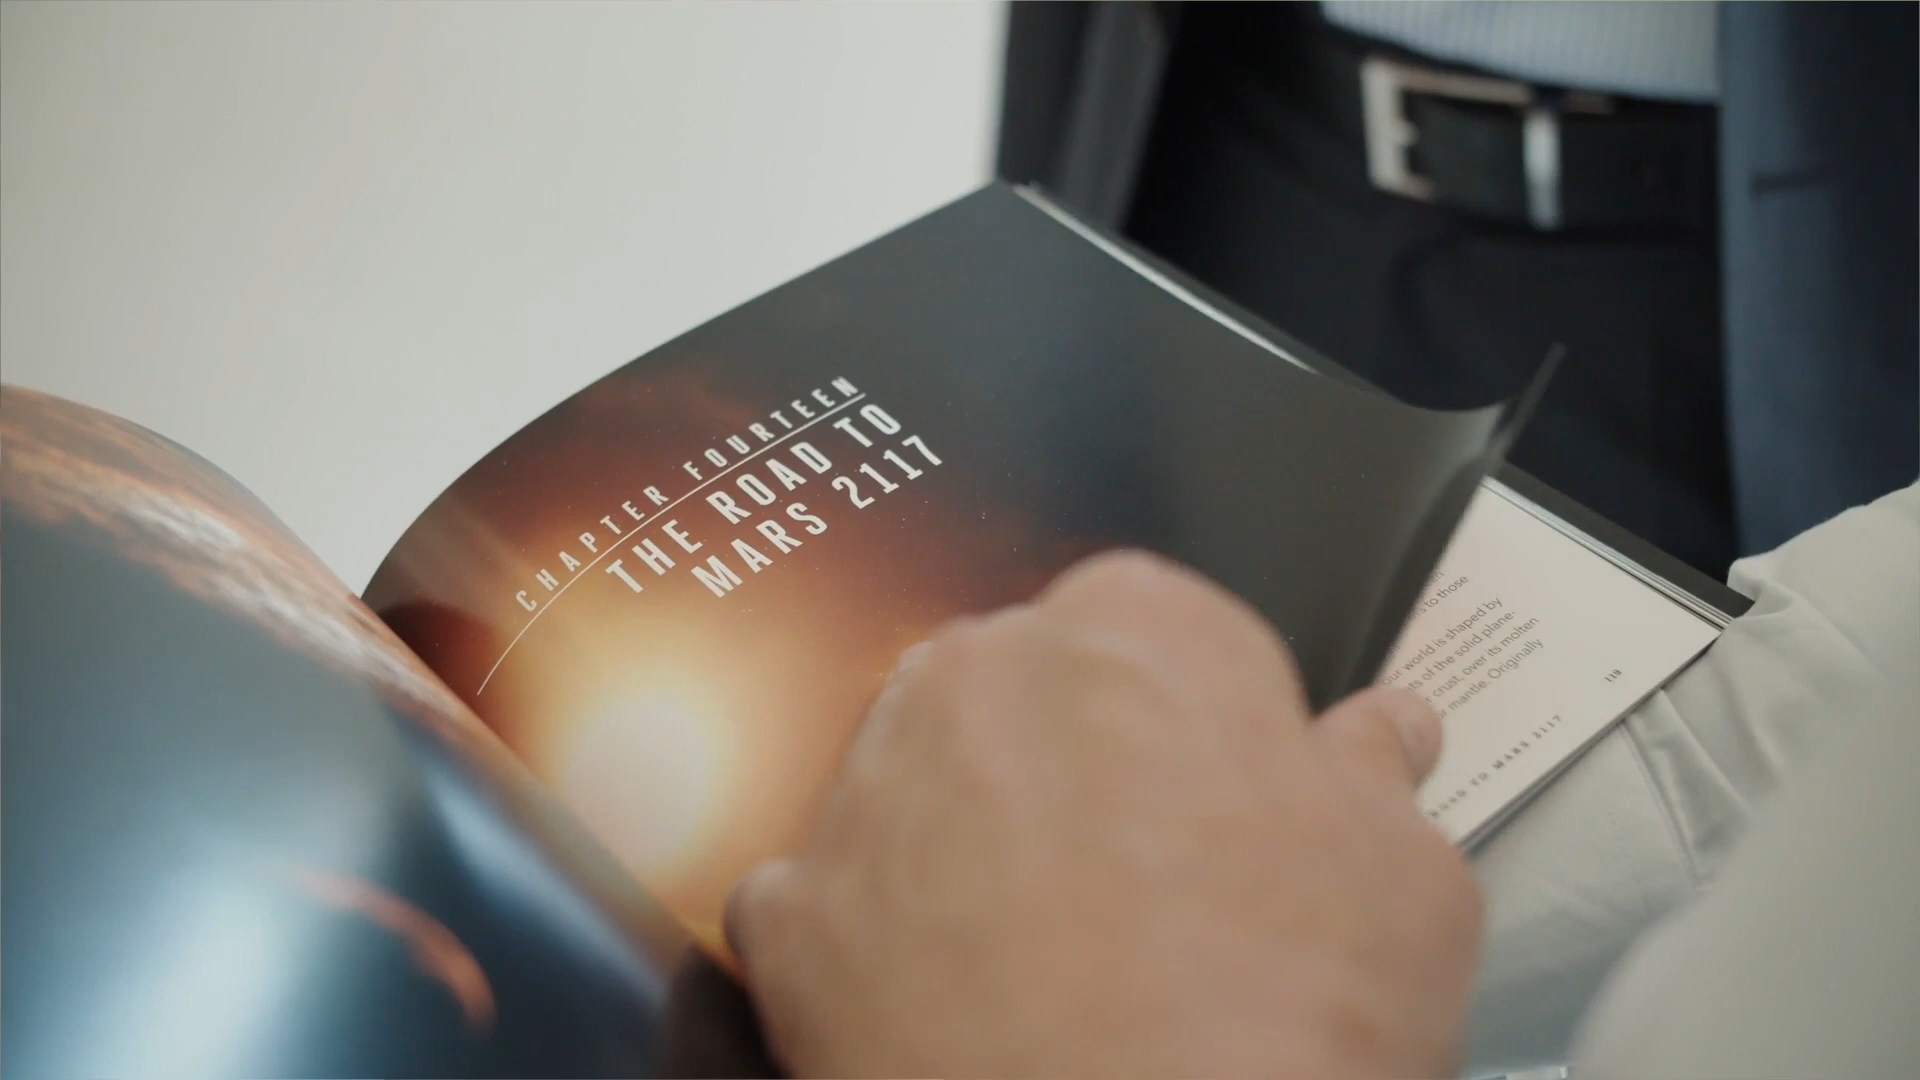 CHAPTER FOURTEEN
THE ROAD TO
MARS 2117
to those
our world is shaped by
of the solid plane-
crust, over its molten
mantle. Originally
119
ROAD TO MARS 2117